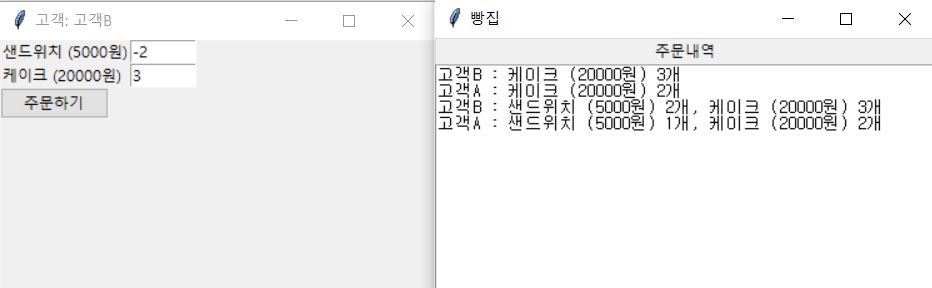 고객: 고객B
샌드위치 (5000원) -2
케이크 (20000원) 3
주문하기
빵집
주문내역
고객B : 케이크 (20000원) 3개
고객A : 케이크 (20000원) 2개
고객B : 샌드위치 (5000원) 2개, 케이크 (20000원) 3개
고객A : 샌드위치 (5000원) 1개, 케이크 (20000원) 2개